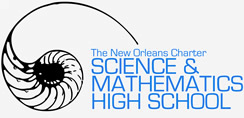 The New Orleans Charter
SCIENCE &
MATHEMATICS
HIGH SCHOOL